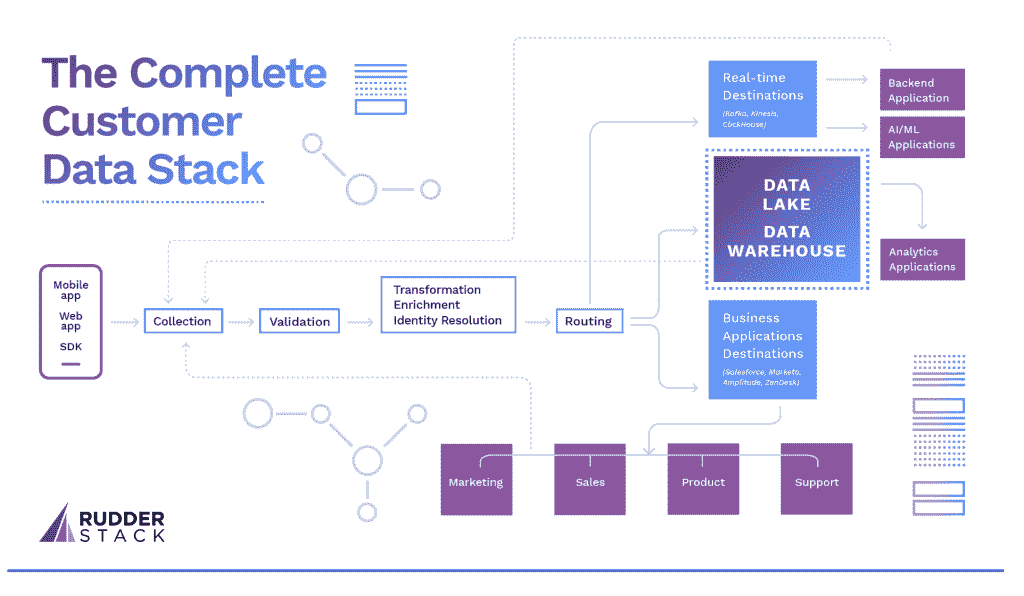 The Complete
Customer
Data Stack
Mobile
app
Web
app
SDK
Collection
Validation
Transformation
Enrichment
Identity Resolution
Routing
Real-time
Destinations
(Kafka, Kinesis,
ClickHouse)
Backend
Application
AI/ML
Applications
DATA
LAKE
DATA
WAREHOUSE
Analytics
Applications
Business
Applications
Destinations
(Salesforce, Marketo,
Amplitude, ZenDesk)
Marketing
Sales
Product
Support
RUDDER
STACK